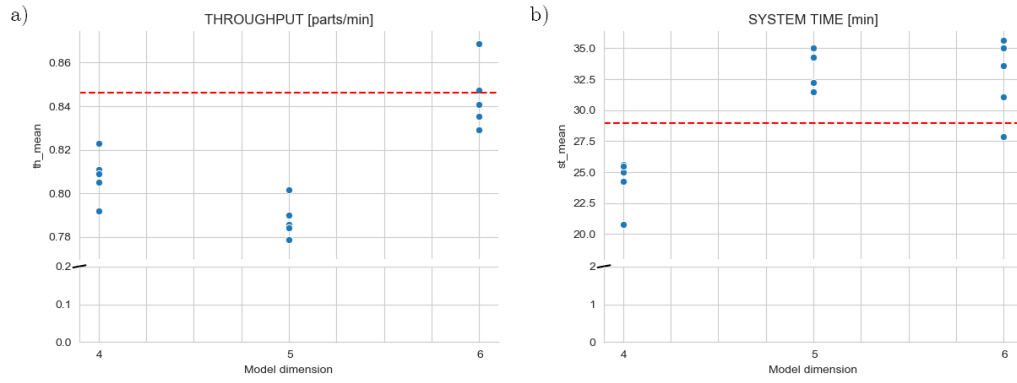 a)
THROUGHPUT [parts/min]
th_mean
0.86
0.84
0.82
0.80
0.78
0.2
0.1
0.0
4 5 6
Model dimension
b)
SYSTEM TIME [min]
st_mean
35.0
32.5
30.0
27.5
25.0
22.5
20.0
2
1
0
4 5 6
Model dimension